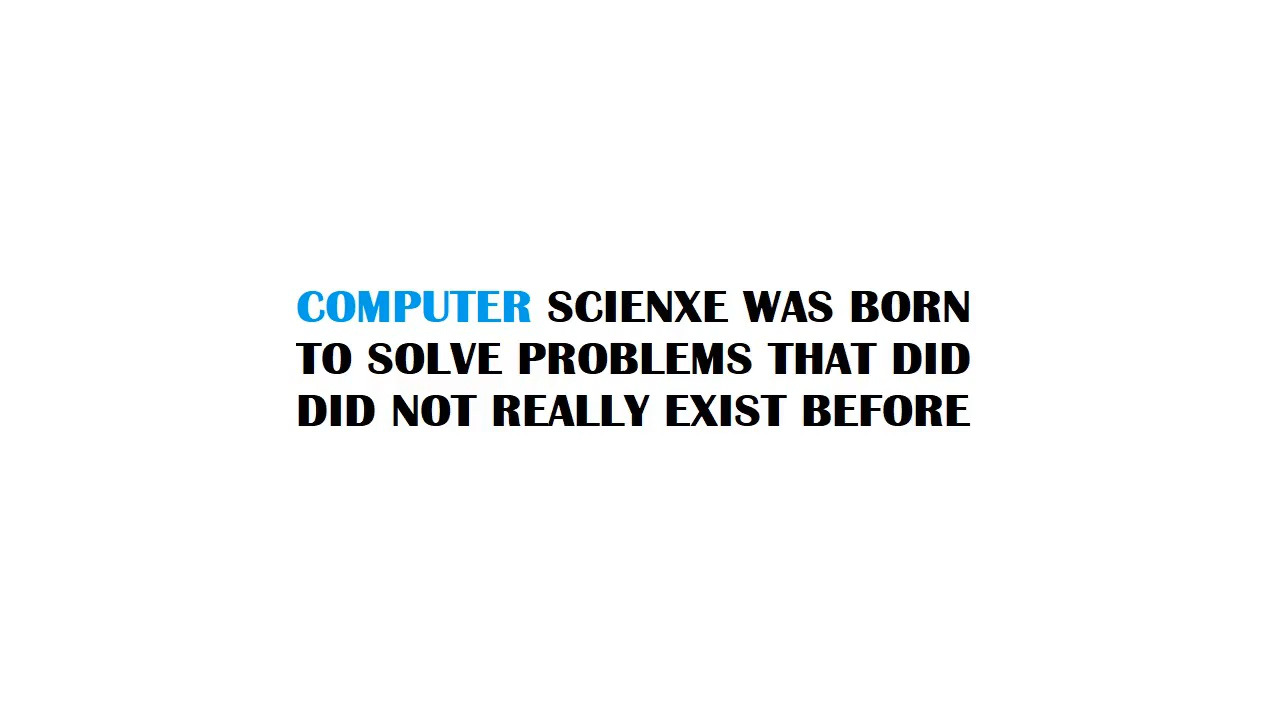 COMPUTER SCIENXE WAS BORN
TO SOLVE PROBLEMS THAT DID
DID NOT REALLY EXIST BEFORE